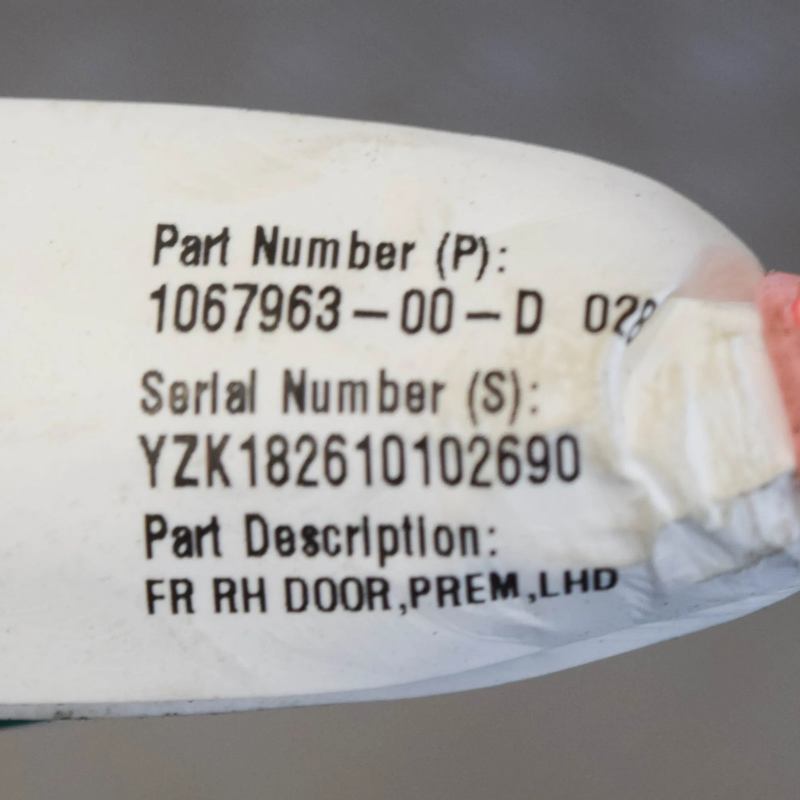 Part Number (P):
1067963-00-D
Serial Number (S):
YZK182610102690
Part Description:
FR RH DOOR,PREM,LHD